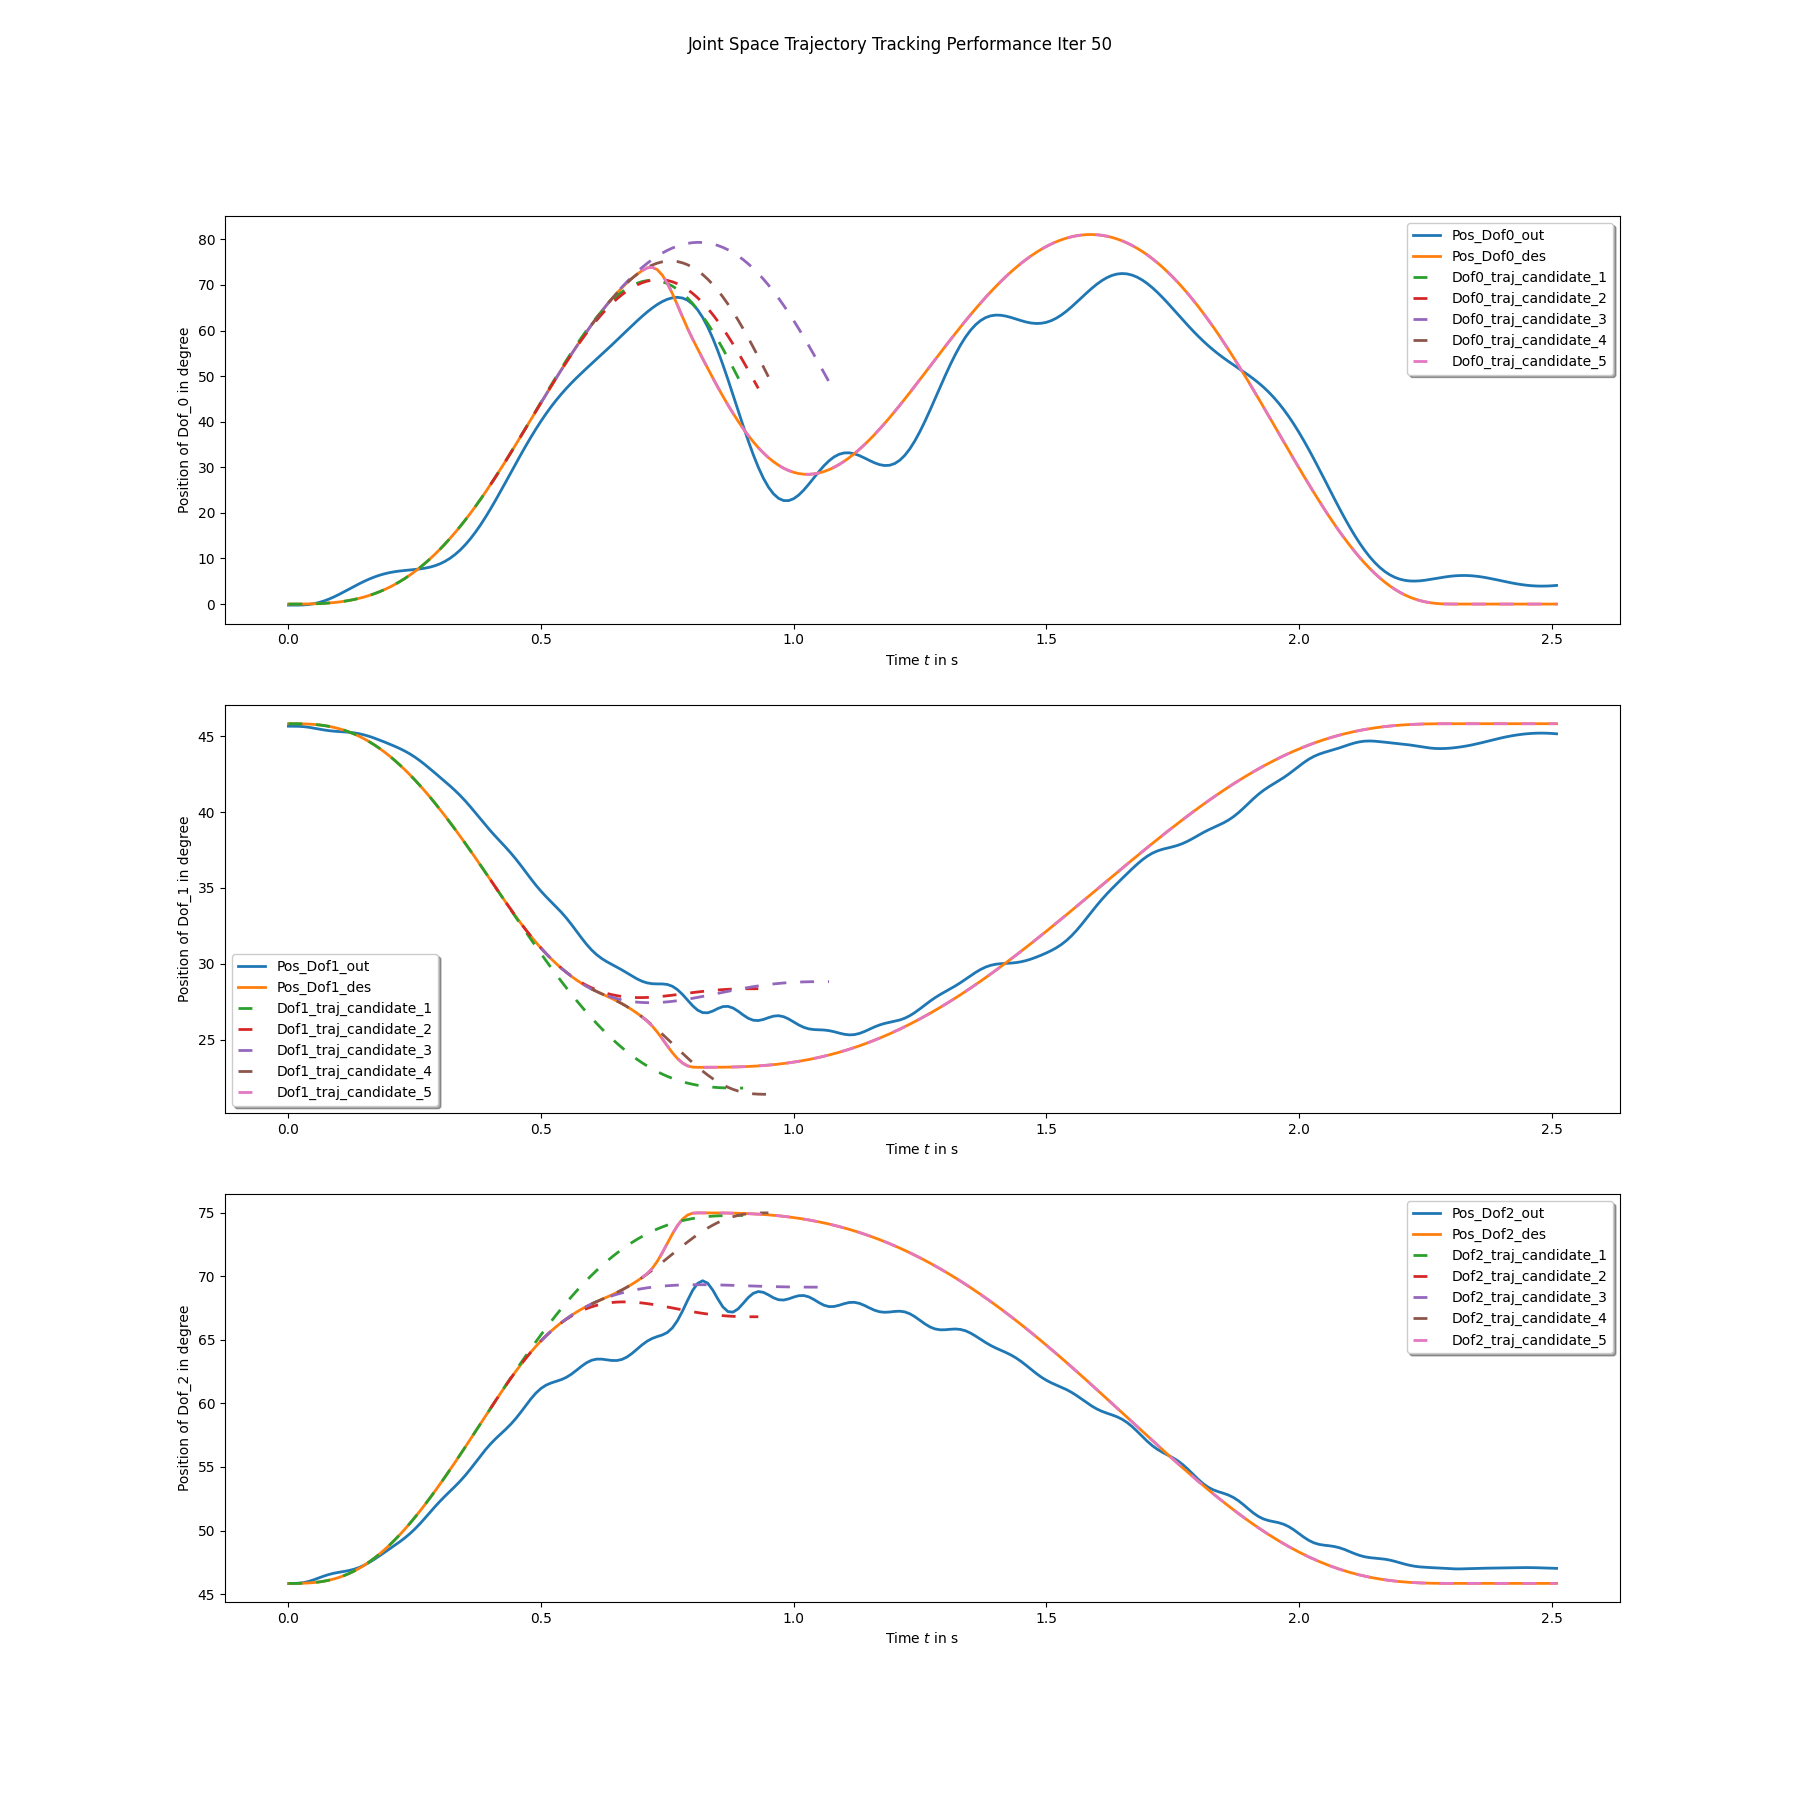 Joint Space Trajectory Tracking Performance Iter 50
Position of Dof_0 in degree
80
70
60
50
40
30
20
10
0
0.0 0.5 1.0 1.5 2.0 2.5
Time t in s
Pos_Dof0_out
Pos_Dof0_des
Dof0_traj_candidate_1
Dof0_traj_candidate_2
Dof0_traj_candidate_3
Dof0_traj_candidate_4
Dof0_traj_candidate_5
Position of Dof_1 in degree
45
40
35
30
25
0.0 0.5 1.0 1.5 2.0 2.5
Time t in s
Pos_Dof1_out
Pos_Dof1_des
Dof1_traj_candidate_1
Dof1_traj_candidate_2
Dof1_traj_candidate_3
Dof1_traj_candidate_4
Dof1_traj_candidate_5
Position of Dof_2 in degree
75
70
65
60
55
50
45
0.0 0.5 1.0 1.5 2.0 2.5
Time t in s
Pos_Dof2_out
Pos_Dof2_des
Dof2_traj_candidate_1
Dof2_traj_candidate_2
Dof2_traj_candidate_3
Dof2_traj_candidate_4
Dof2_traj_candidate_5